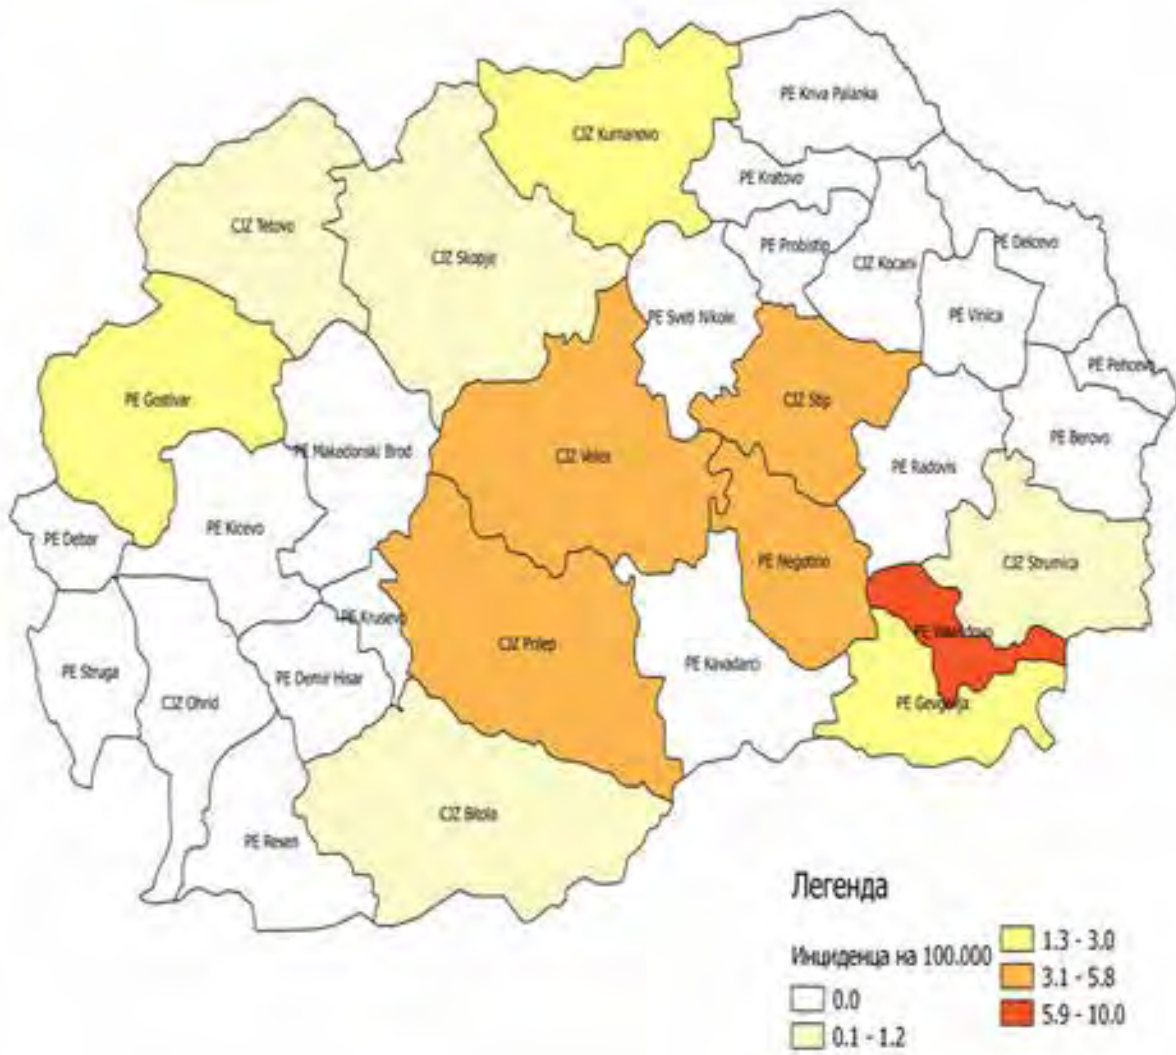 PE Kriva Palanka
CJZ Kumanovo
PE Kratovo
CJZ Tetovo
PE Probistip
PE Delcevo
CJZ Skopje
CJZ Kocani
PE Sveti Nikole
PE Vinica
PE Pehcevo
PE Gostivar
CJZ Stip
PE Berovo
PE Makedonski Brod
CJZ Veles
PE Radovis
PE Kicevo
PE Debar
PE Negotino
CJZ Strumica
PE Krusevo
PE Valandovo
CJZ Prilep
PE Kavadarci
PE Struga
PE Demir Hisar
CJZ Ohrid
PE Gevgelija
CJZ Bitola
PE Resen
Легенда
Инциденца на 100.000
0.0
0.1 - 1.2
1.3 - 3.0
3.1 - 5.8
5.9 - 10.0